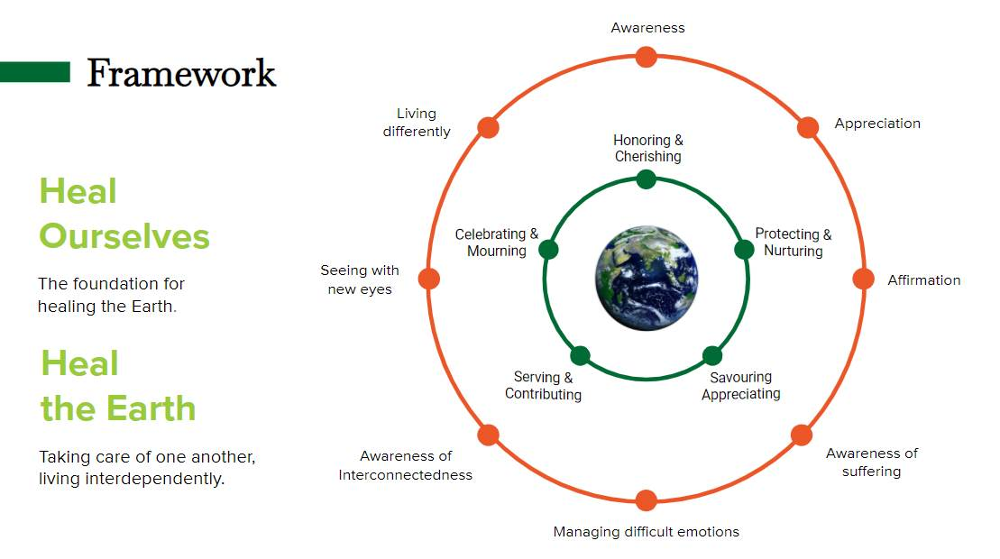 Framework
Heal
Ourselves
The foundation for
healing the Earth.
Heal
the Earth
Taking care of one another,
living interdependently.
Awareness
Appreciation
Affirmation
Awareness of
suffering
Managing difficult emotions
Awareness of
Interconnectedness
Seeing with
new eyes
Living
differently
Honoring &
Cherishing
Protecting &
Nurturing
Savouring
Appreciating
Serving &
Contributing
Celebrating &
Mourning